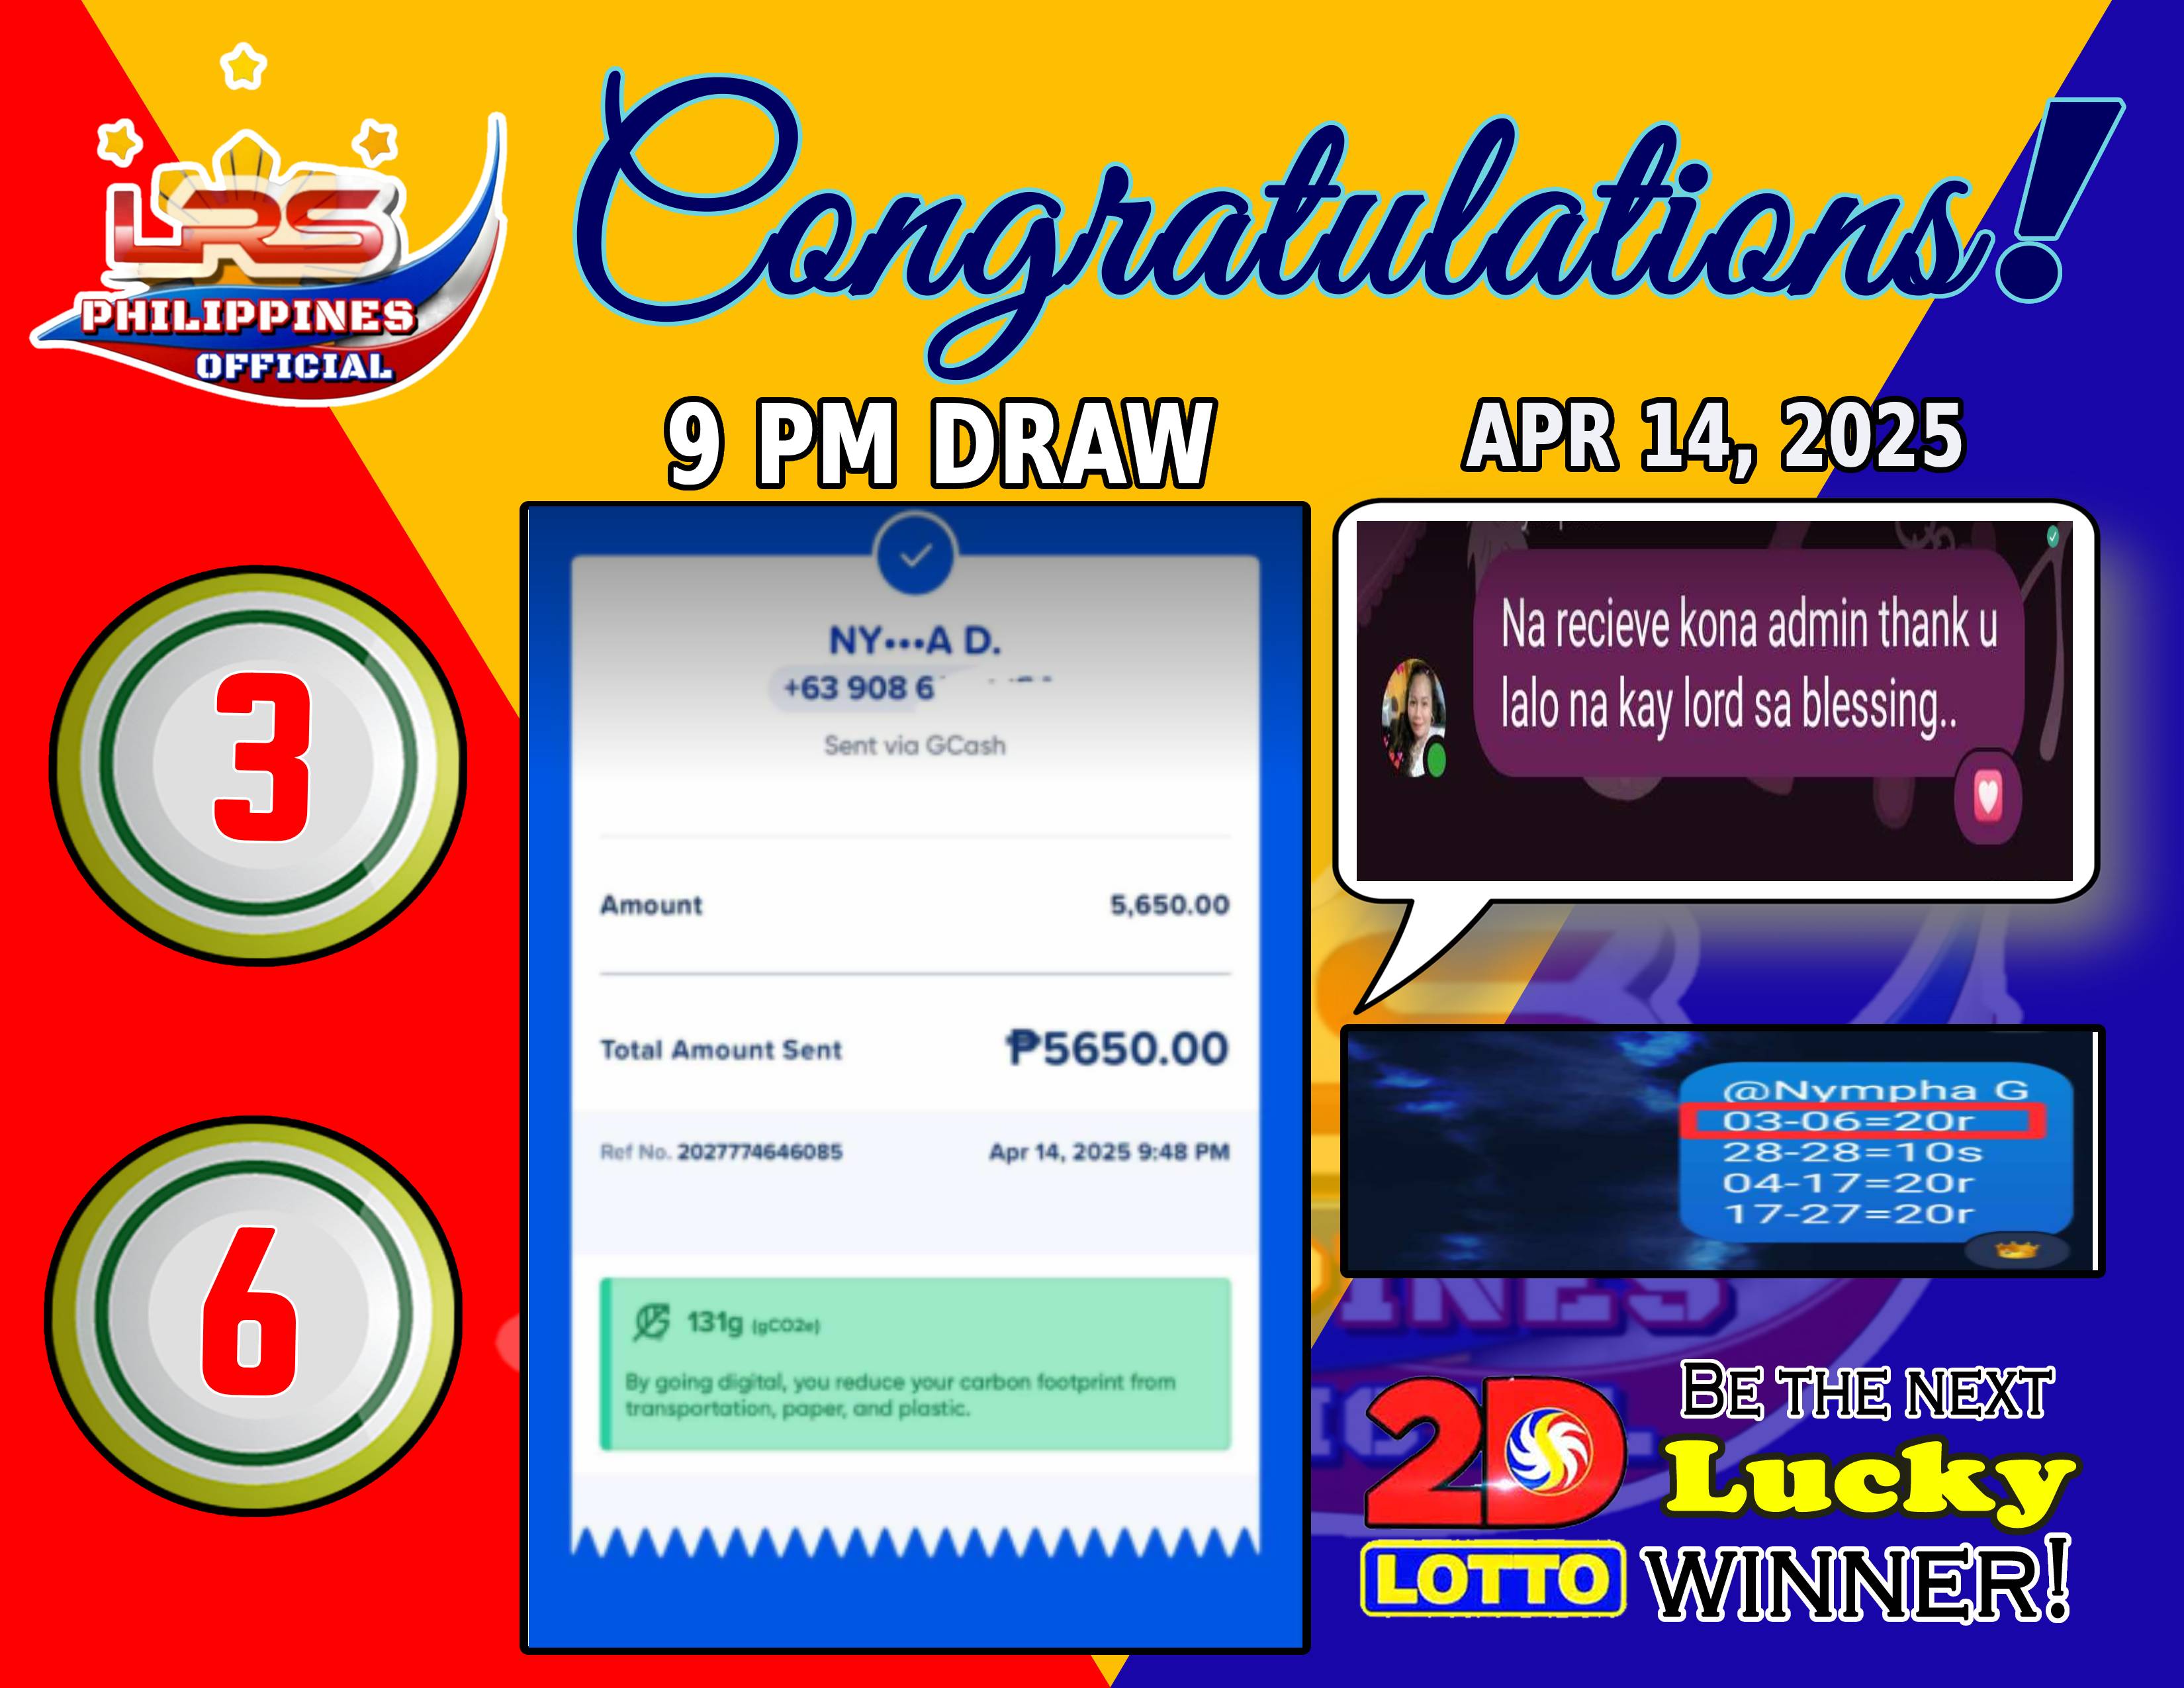 LRS
PHILIPPINES
OFFICIAL
Congratulations!
9 PM DRAW
APR 14, 2025
3
6
NY•••A D.
+63 908 6
Sent via GCash
Amount 5,650.00
Total Amount Sent ₱5650.00
Ref No. 2027774646085 Apr 14, 2025 9:48 PM
131g (gCO2e)
By going digital, you reduce your carbon footprint from
transportation, paper, and plastic.
Na recieve kona admin thank u
lalo na kay lord sa blessing..
@Nympha G
03-06=20r
28-28=10s
04-17=20r
17-27=20r
2D
LOTTO
BE THE NEXT
Lucky
WINNER!